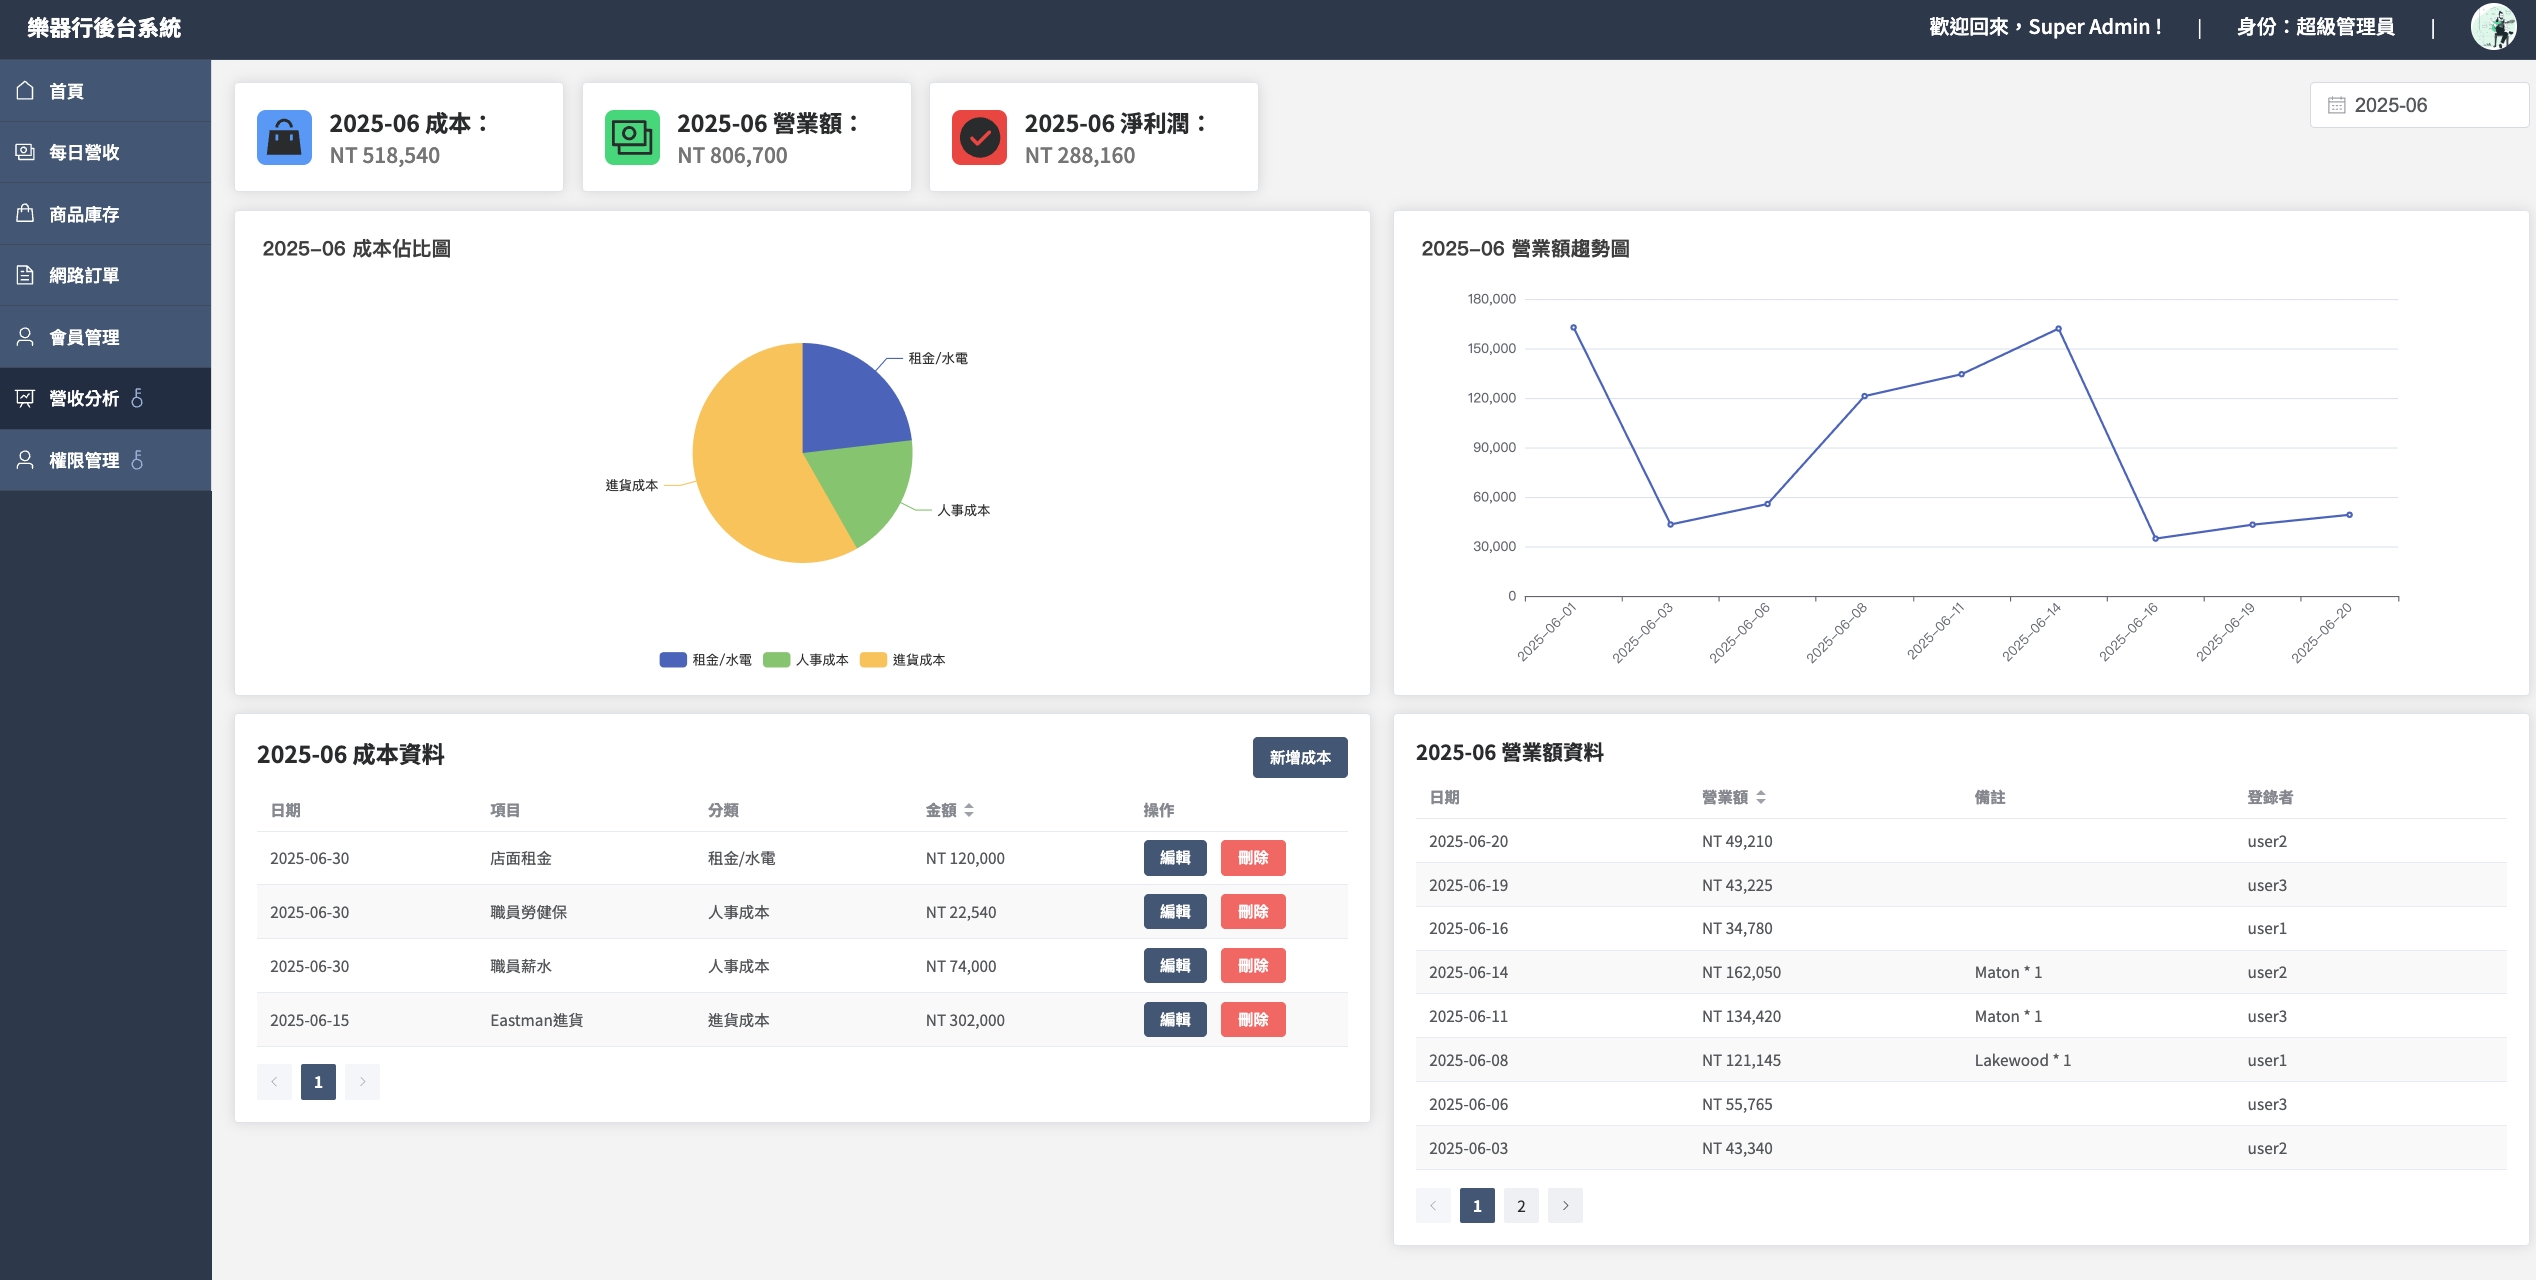 樂器行後台系統
歡迎回來，Super Admin !
|
身份：超級管理員
|
首頁
每日營收
商品庫存
網路訂單
會員管理
營收分析
權限管理
2025-06 成本：
NT 518,540
2025-06 營業額：
NT 806,700
2025-06 淨利潤：
NT 288,160
2025-06
2025-06 成本佔比圖
租金/水電
進貨成本
人事成本
租金/水電 人事成本 進貨成本
2025-06 營業額趨勢圖
180,000
150,000
120,000
90,000
60,000
30,000
0
2025-06-01 2025-06-03 2025-06-06 2025-06-08 2025-06-11 2025-06-14 2025-06-16 2025-06-19 2025-06-20
2025-06 成本資料
新增成本
日期 項目 分類 金額 操作
2025-06-30 店面租金 租金/水電 NT 120,000 編輯 刪除
2025-06-30 職員勞健保 人事成本 NT 22,540 編輯 刪除
2025-06-30 職員薪水 人事成本 NT 74,000 編輯 刪除
2025-06-15 Eastman進貨 進貨成本 NT 302,000 編輯 刪除
1
2025-06 營業額資料
日期 營業額 備註 登錄者
2025-06-20 NT 49,210 user2
2025-06-19 NT 43,225 user3
2025-06-16 NT 34,780 user1
2025-06-14 NT 162,050 Maton * 1 user2
2025-06-11 NT 134,420 Maton * 1 user3
2025-06-08 NT 121,145 Lakewood * 1 user1
2025-06-06 NT 55,765 user3
2025-06-03 NT 43,340 user2
1 2